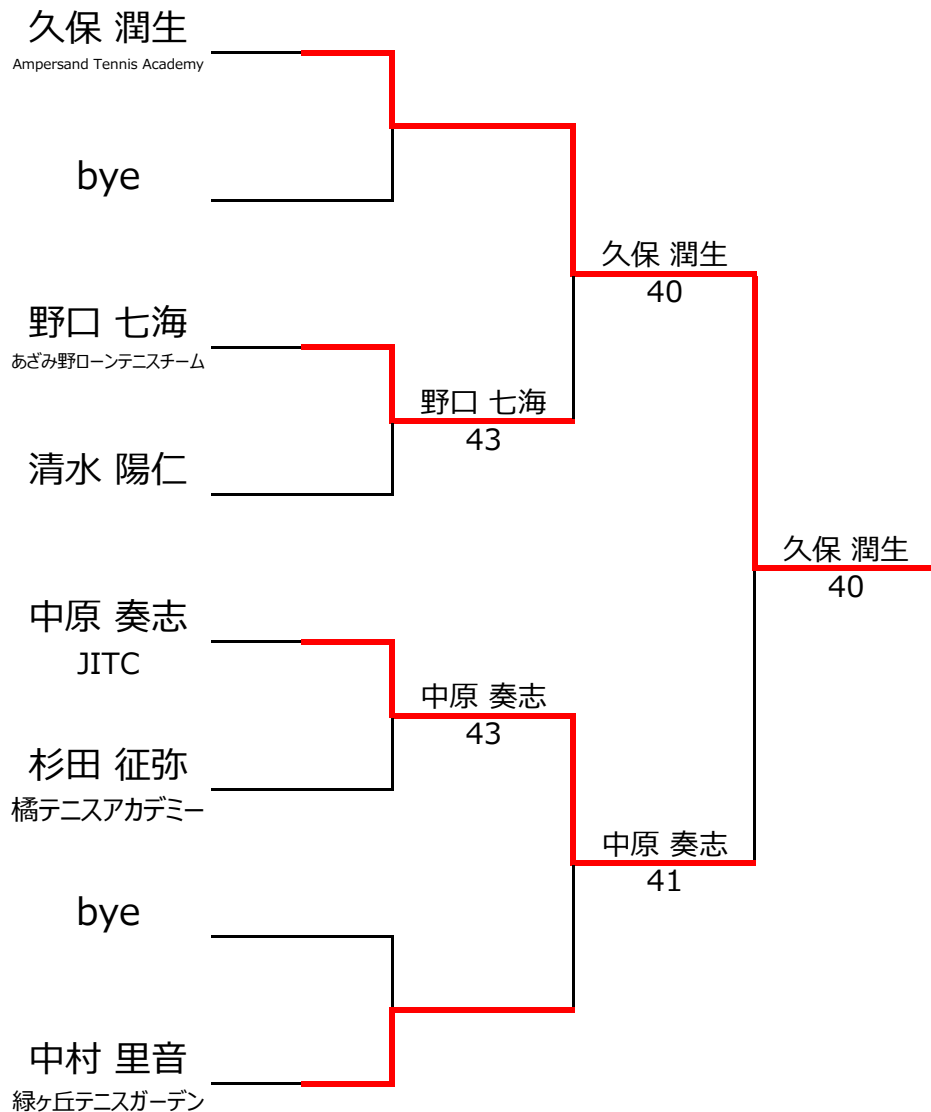 久保 潤生
Ampersand Tennis Academy
bye
久保 潤生
40
野口 七海
あざみ野ローンテニスチーム
野口 七海
43
清水 陽仁
久保 潤生
40
中原 奏志
JITC
中原 奏志
43
杉田 征弥
橘テニスアカデミー
中原 奏志
41
bye
中村 里音
緑ヶ丘テニスガーデン